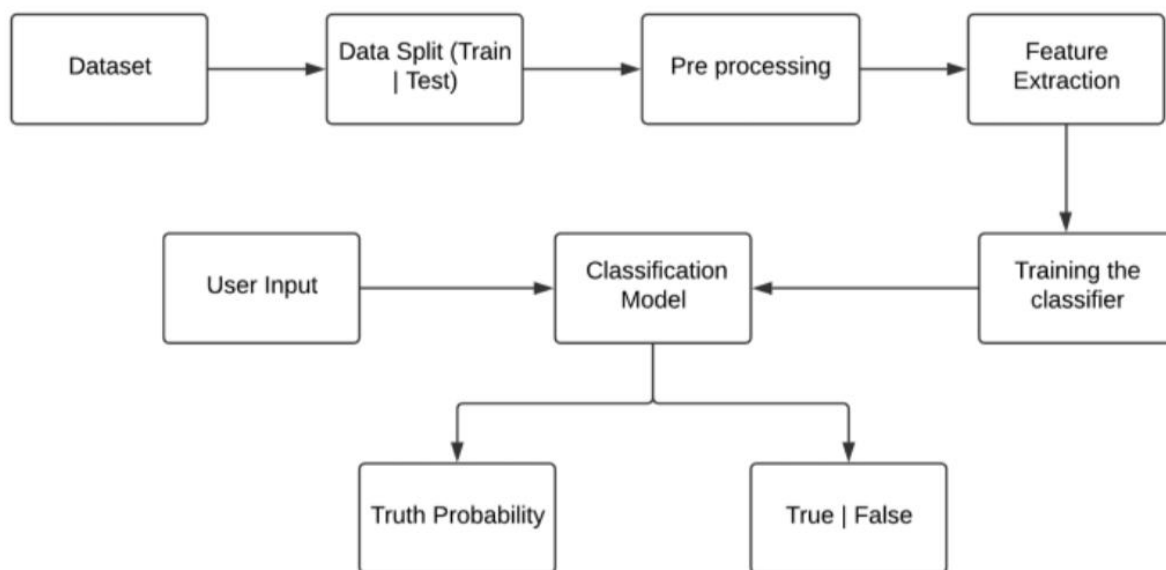 Dataset
Data Split (Train
| Test)
Pre processing
Feature
Extraction
User Input
Classification
Model
Training the
classifier
Truth Probability
True | False